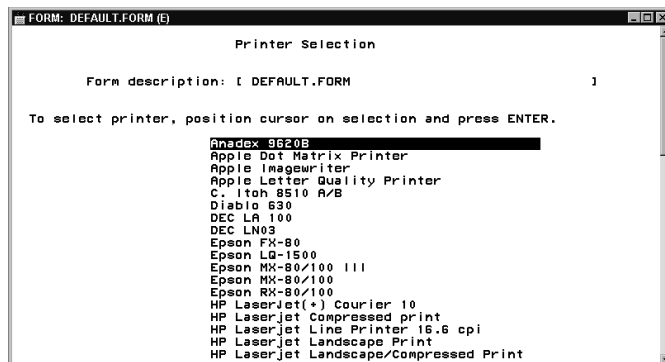 FORM: DEFAULT.FORM (E)
Printer Selection
Form description: [ DEFAULT.FORM ]
To select printer, position cursor on selection and press ENTER.
Anadex 9620B
Apple Dot Matrix Printer
Apple Imagewriter
Apple Letter Quality Printer
C. Itoh 8510 A/B
Diablo 630
DEC LA 100
DEC LN03
Epson FX-80
Epson LQ-1500
Epson MX-80/100 III
Epson MX-80/100
Epson RX-80/100
HP LaserJet(+) Courier 10
HP Laserjet Compressed print
HP Laserjet Line Printer 16.6 cpi
HP Laserjet Landscape Print
HP Laserjet Landscape/Compressed Print